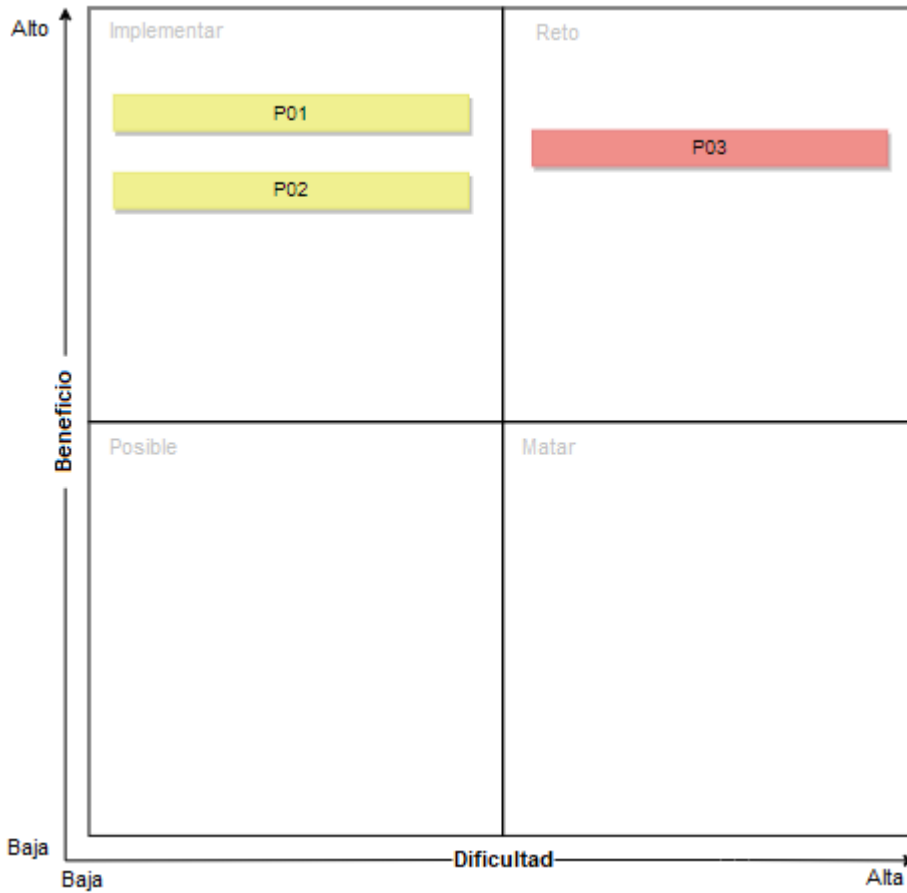 Alto
Implementar
Reto
P01
P03
P02
Beneficio
Posible
Matar
Baja
Dificultad
Baja
Alta